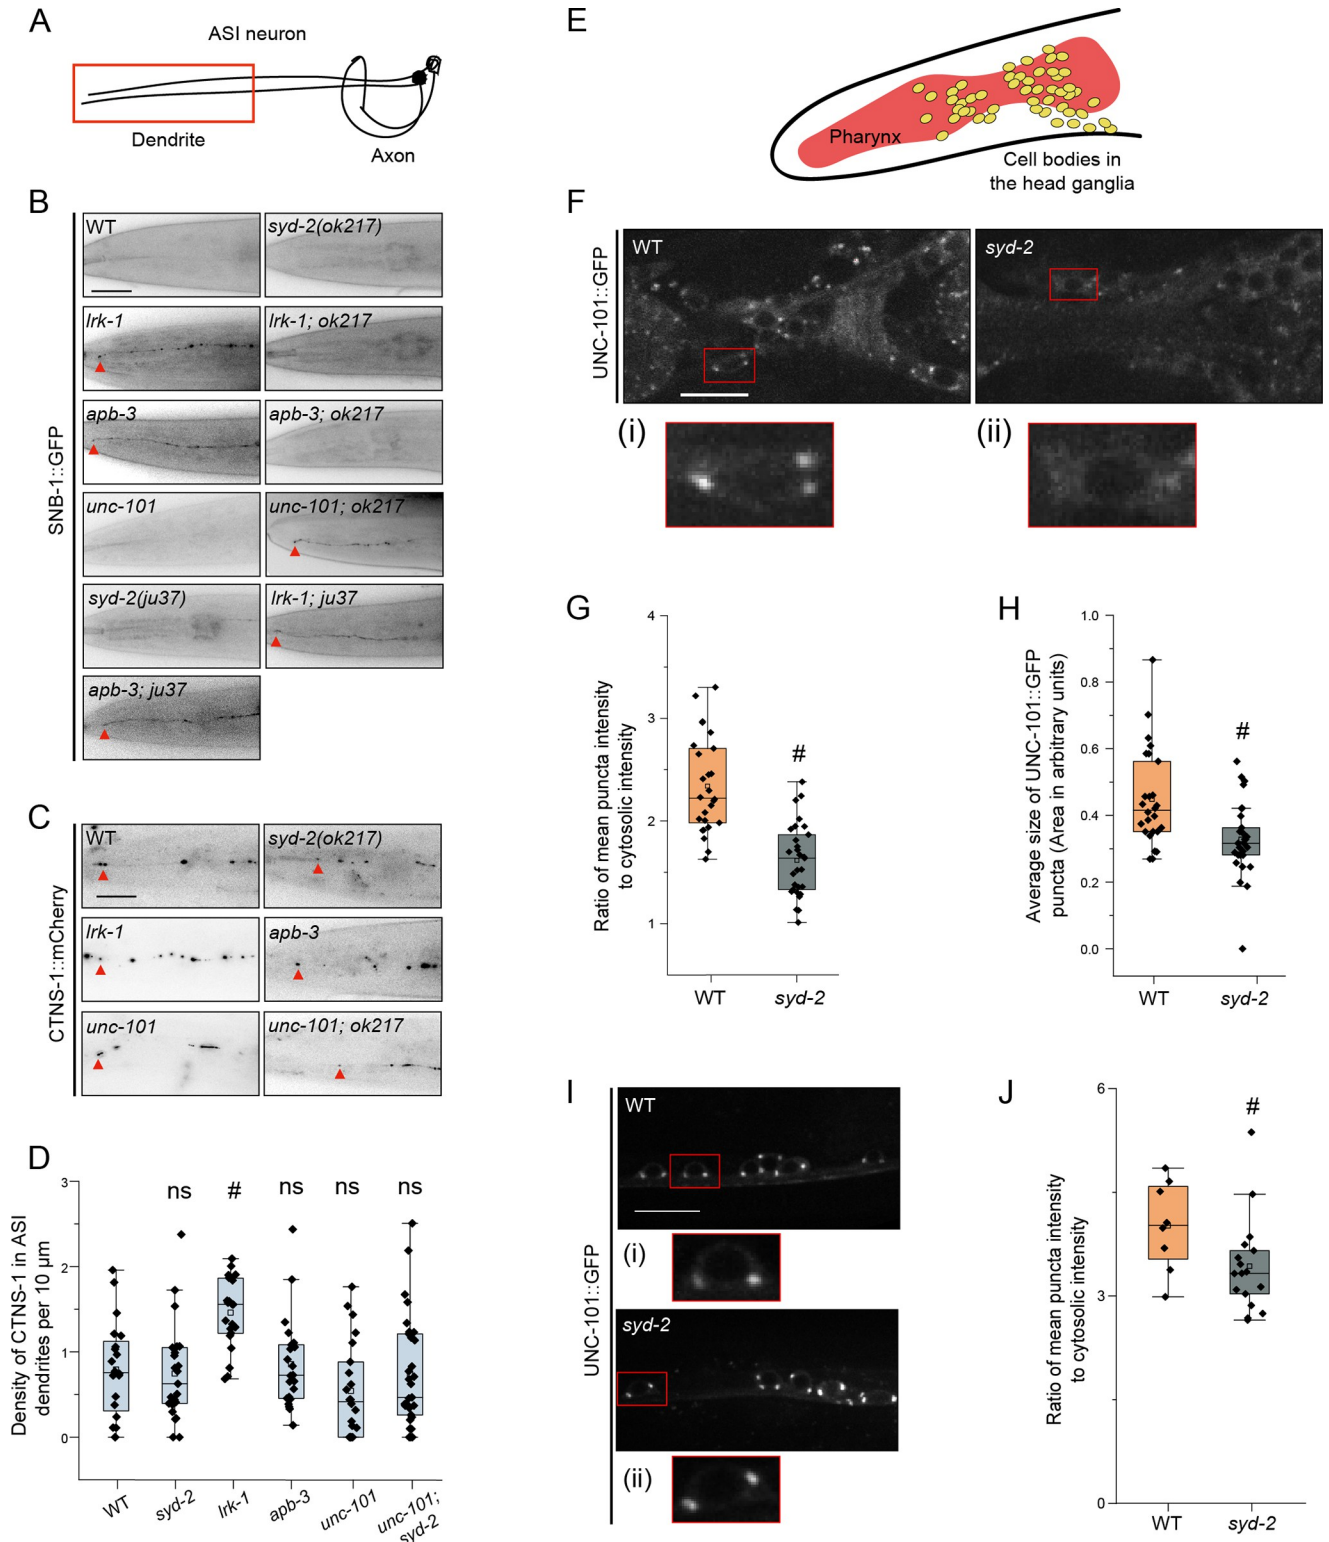 A
ASI neuron
Dendrite
Axon
B
SNB-1::GFP
WT
syd-2(ok217)
lrk-1
lrk-1; ok217
apb-3
apb-3; ok217
unc-101
unc-101; ok217
syd-2(ju37)
lrk-1; ju37
apb-3; ju37
C
CTNS-1::mCherry
WT
syd-2(ok217)
lrk-1
apb-3
unc-101
unc-101; ok217
D
Density of CTNS-1 in ASI
dendrites per 10 µm
3
2
1
0
ns
#
ns
ns
ns
WT
syd-2
lrk-1
apb-3
unc-101
unc-101;
syd-2
E
Pharynx
Cell bodies in
the head ganglia
F
UNC-101::GFP
WT
syd-2
(i)
(ii)
G
Ratio of mean puncta intensity
to cytosolic intensity
4
3
2
1
#
WT
syd-2
H
Average size of UNC-101::GFP
puncta (Area in arbitrary units)
1.0
0.8
0.6
0.4
0.2
0.0
#
WT
syd-2
I
UNC-101::GFP
WT
(i)
syd-2
(ii)
J
Ratio of mean puncta intensity
to cytosolic intensity
6
3
0
#
WT
syd-2